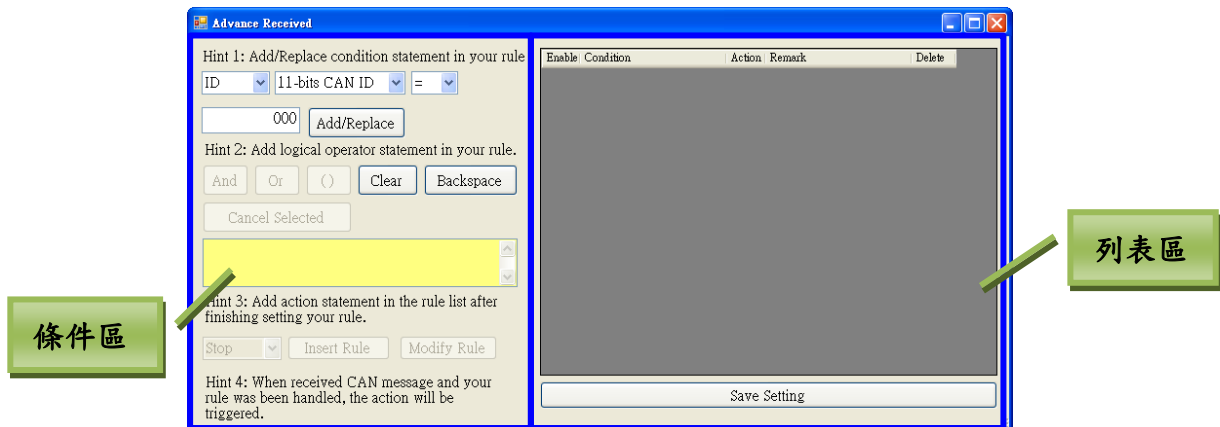 Advance Received
Hint 1: Add/Replace condition statement in your rule
ID 11-bits CAN ID =
000 Add/Replace
Hint 2: Add logical operator statement in your rule.
And Or () Clear Backspace
Cancel Selected
Hint 3: Add action statement in the rule list after
finishing setting your rule.
Stop Insert Rule Modify Rule
Hint 4: When received CAN message and your
rule was been handled, the action will be
triggered.
Enable Condition Action Remark Delete
Save Setting
條件區
列表區